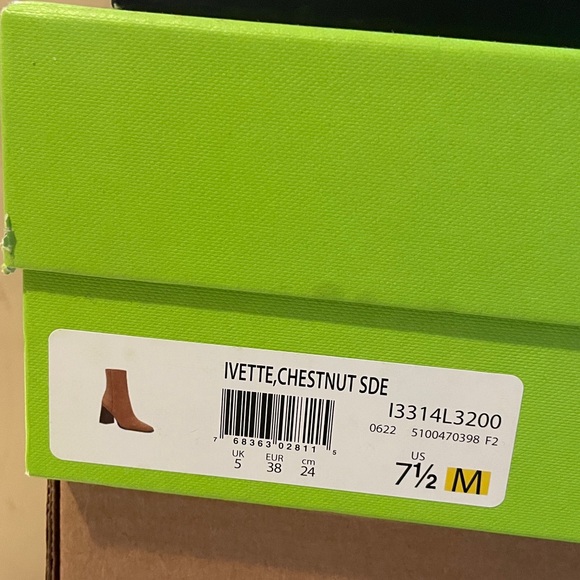 IVETTE,CHESTNUT SDE
I3314L3200
0622 5100470398 F2
7 68363 02811 5
UK EUR cm
5 38 24
US
7½ M